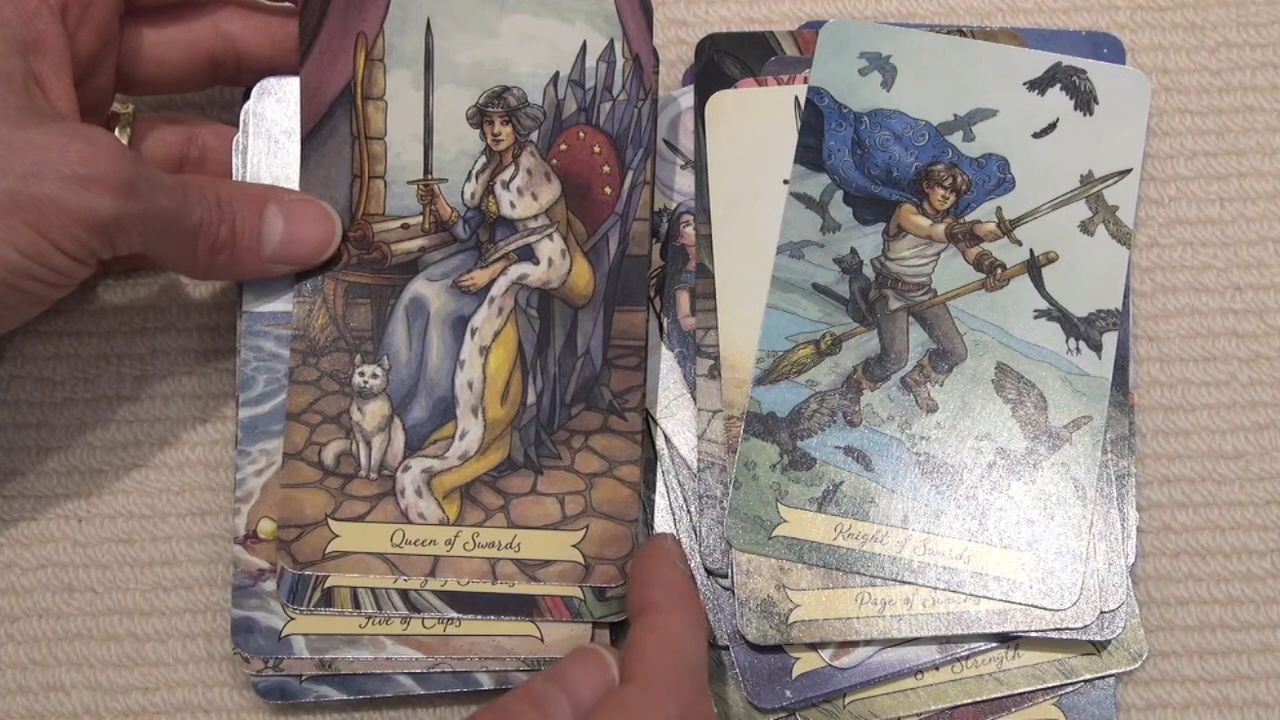 Queen of Swords
Five of Cups
Knight of Swords
Page of Swords
Strength